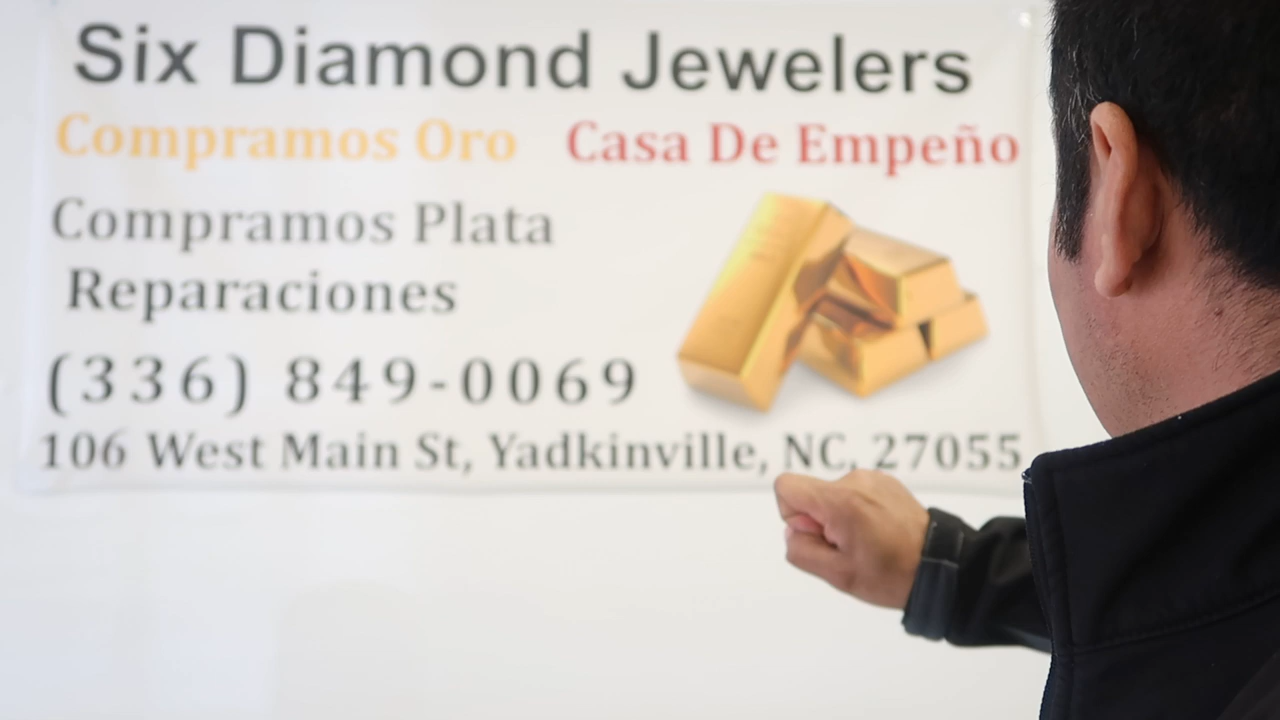 Six Diamond Jewelers
Compramos Oro Casa De Empeño
Compramos Plata
Reparaciones
(336) 849-0069
106 West Main St, Yadkinville, NC, 27055